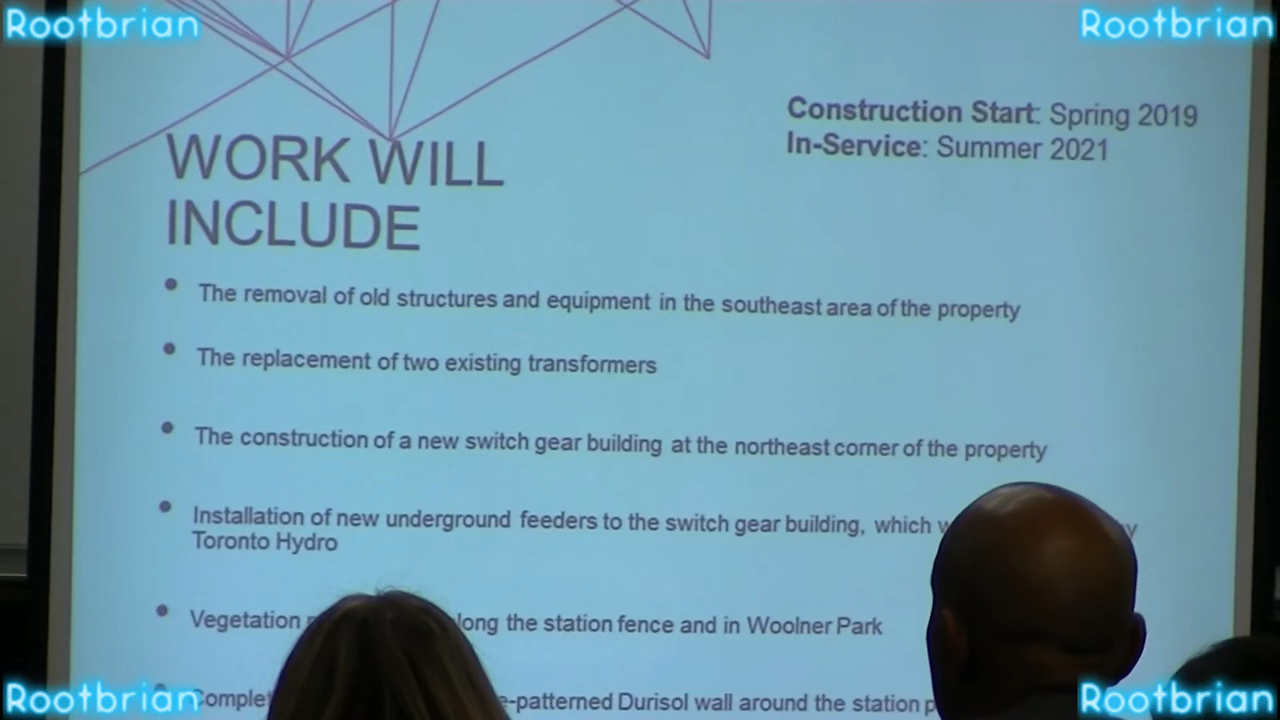 Rootbrian Rootbrian
Construction Start: Spring 2019
In-Service: Summer 2021
WORK WILL
INCLUDE
The removal of old structures and equipment in the southeast area of the property
The replacement of two existing transformers
The construction of a new switch gear building at the northeast corner of the property
Installation of new underground feeders to the switch gear building, which
Toronto Hydro
Vegetation the station fence and in Woolner Park
-patterned Durisol wall around the station
Rootbrian Rootbrian